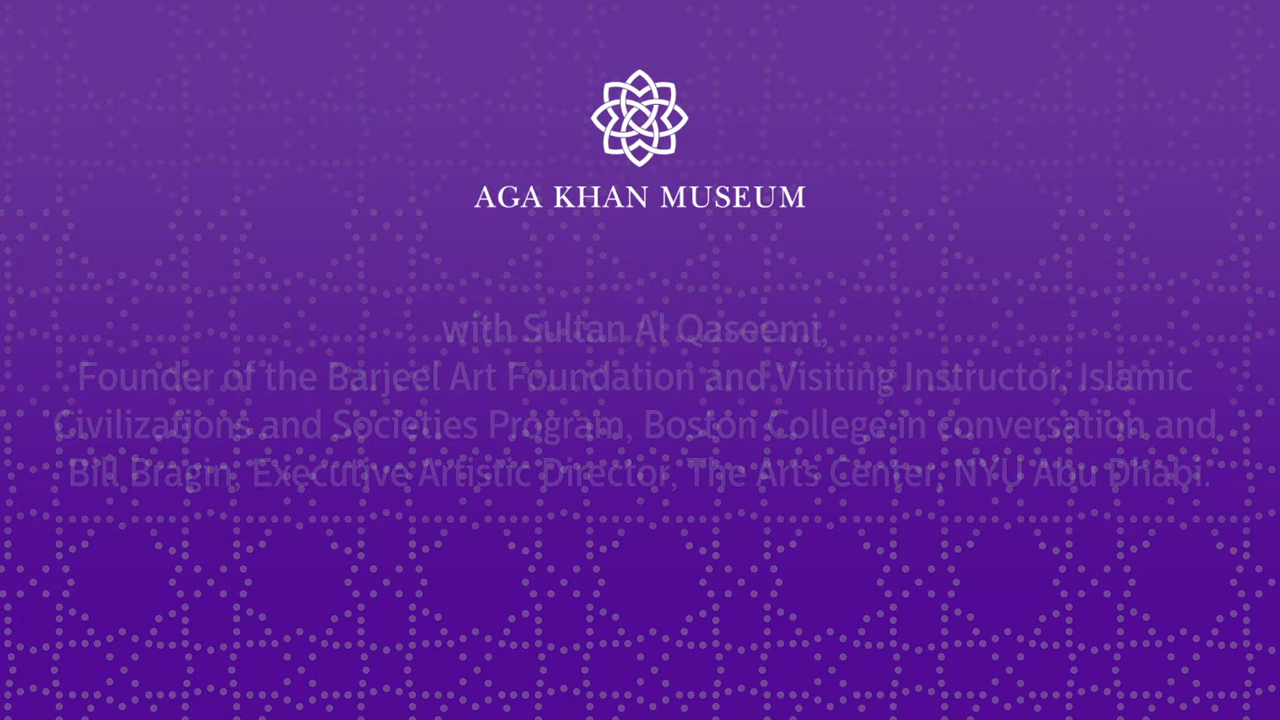 AGA KHAN MUSEUM
with Sultan Al Qaseemi,
Founder of the Barjeel Art Foundation and Visiting Instructor, Islamic
Civilizations and Societies Program, Boston College in conversation and
Bill Bragin, Executive Artistic Director, The Arts Center, NYU Abu Dhabi.